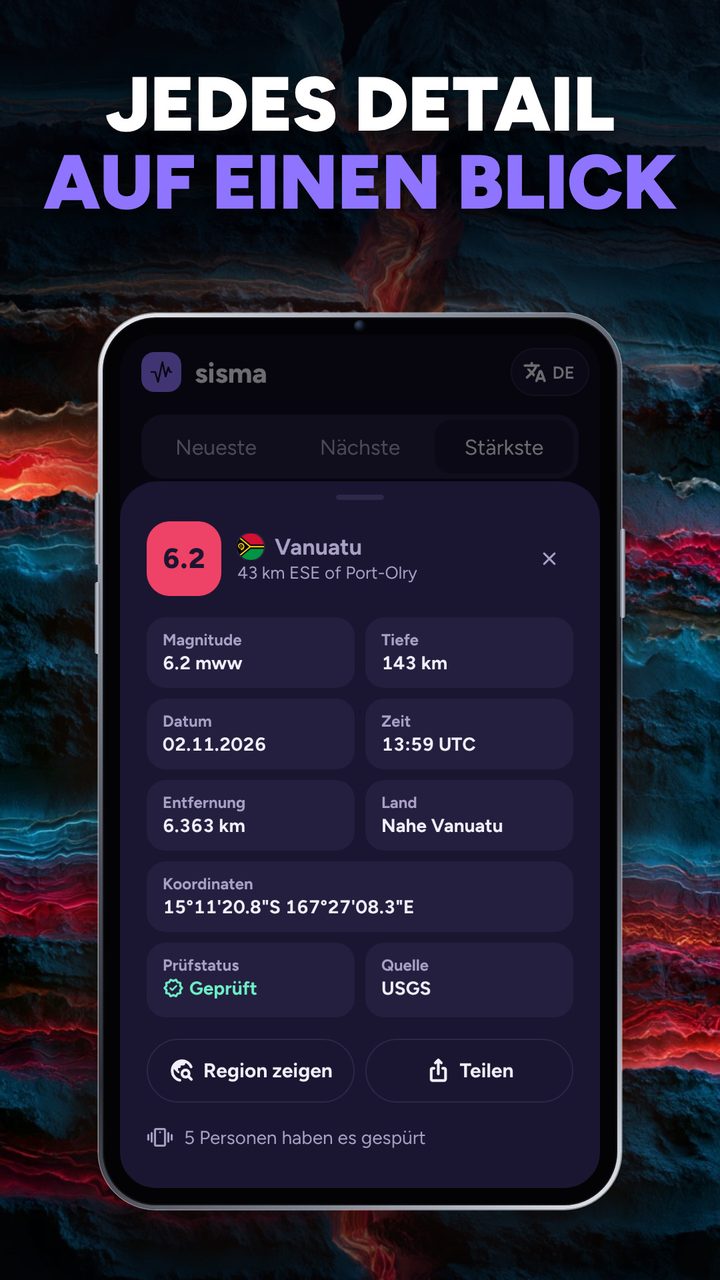 JEDES DETAIL
AUF EINEN BLICK
sisma
DE
Neueste
Nächste
Stärkste
6.2
Vanuatu
43 km ESE of Port-Olry
Magnitude
6.2 mww
Tiefe
143 km
Datum
02.11.2026
Zeit
13:59 UTC
Entfernung
6.363 km
Land
Nahe Vanuatu
Koordinaten
15°11'20.8"S 167°27'08.3"E
Prüfstatus
Geprüft
Quelle
USGS
Region zeigen
Teilen
5 Personen haben es gespürt